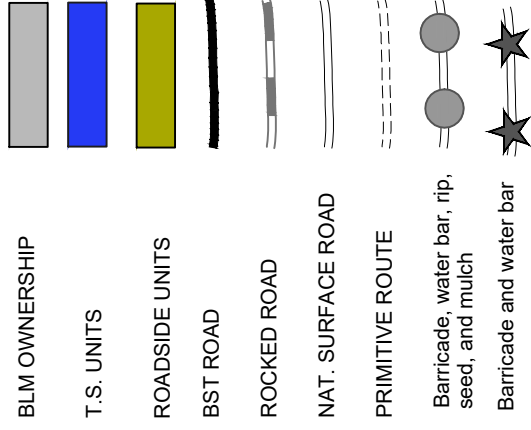 BLM OWNERSHIP
T.S. UNITS
ROADSIDE UNITS
BST ROAD
ROCKED ROAD
NAT. SURFACE ROAD
PRIMITIVE ROUTE
Barricade, water bar, rip,
seed, and mulch
Barricade and water bar